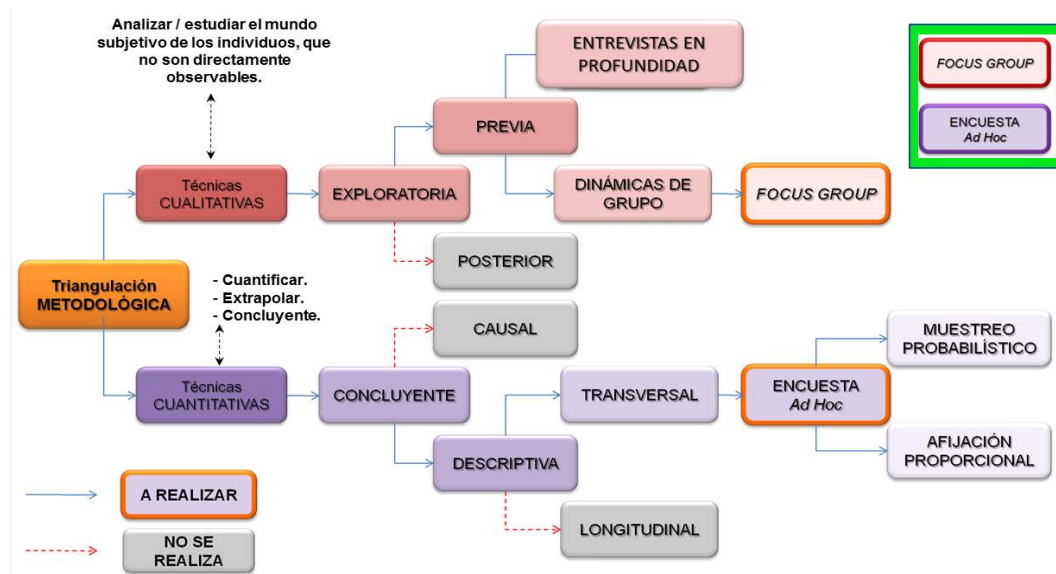 Analizar / estudiar el mundo
subjetivo de los individuos, que
no son directamente
observables.
ENTREVISTAS EN
PROFUNDIDAD
FOCUS GROUP
ENCUESTA
Ad Hoc
PREVIA
Técnicas
CUALITATIVAS
EXPLORATORIA
DINÁMICAS DE
GRUPO
FOCUS GROUP
POSTERIOR
Triangulación
METODOLÓGICA
- Cuantificar.
- Extrapolar.
- Concluyente.
CAUSAL
MUESTREO
PROBABILÍSTICO
Técnicas
CUANTITATIVAS
CONCLUYENTE
TRANSVERSAL
ENCUESTA
Ad Hoc
DESCRIPTIVA
AFIJACIÓN
PROPORCIONAL
A REALIZAR
LONGITUDINAL
NO SE
REALIZA